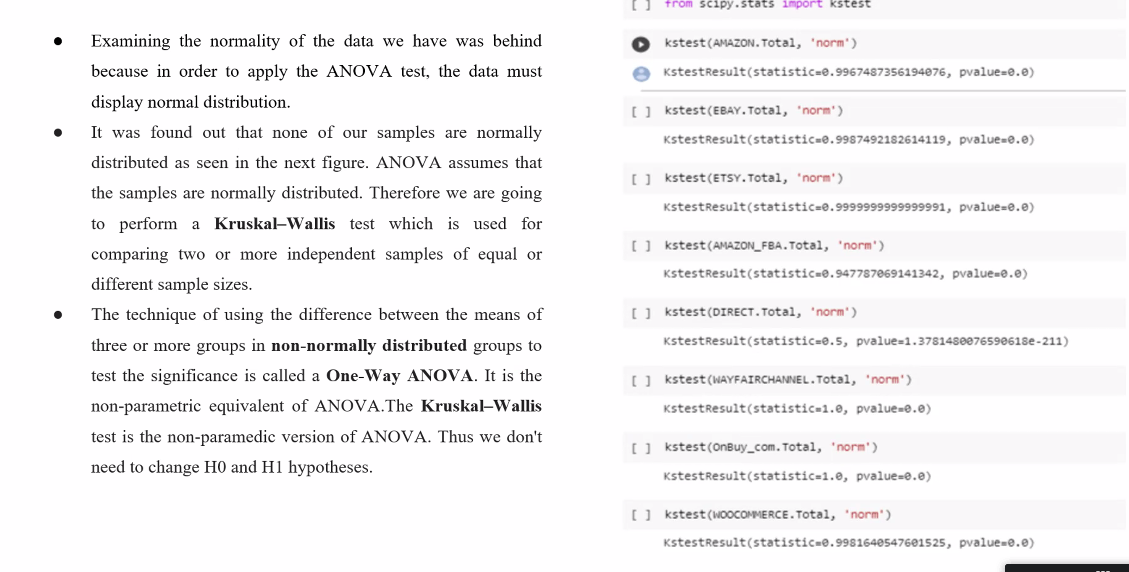 ● Examining the normality of the data we have was behind
because in order to apply the ANOVA test, the data must
display normal distribution.
● It was found out that none of our samples are normally
distributed as seen in the next figure. ANOVA assumes that
the samples are normally distributed. Therefore we are going
to perform a Kruskal–Wallis test which is used for
comparing two or more independent samples of equal or
different sample sizes.
● The technique of using the difference between the means of
three or more groups in non-normally distributed groups to
test the significance is called a One-Way ANOVA. It is the
non-parametric equivalent of ANOVA.The Kruskal–Wallis
test is the non-paramedic version of ANOVA. Thus we don't
need to change H0 and H1 hypotheses.
[ ] from scipy.stats import kstest
kstest(AMAZON.Total, 'norm')
KstestResult(statistic=0.9967487356194076, pvalue=0.0)
[ ] kstest(EBAY.Total, 'norm')
KstestResult(statistic=0.9987492182614119, pvalue=0.0)
[ ] kstest(ETSY.Total, 'norm')
KstestResult(statistic=0.9999999999999991, pvalue=0.0)
[ ] kstest(AMAZON_FBA.Total, 'norm')
KstestResult(statistic=0.947787069141342, pvalue=0.0)
[ ] kstest(DIRECT.Total, 'norm')
KstestResult(statistic=0.5, pvalue=1.3781480076590618e-211)
[ ] kstest(WAYFAIRCHANNEL.Total, 'norm')
KstestResult(statistic=1.0, pvalue=0.0)
[ ] kstest(OnBuy_com.Total, 'norm')
KstestResult(statistic=1.0, pvalue=0.0)
[ ] kstest(WOOCOMMERCE.Total, 'norm')
KstestResult(statistic=0.9981640547601525, pvalue=0.0)